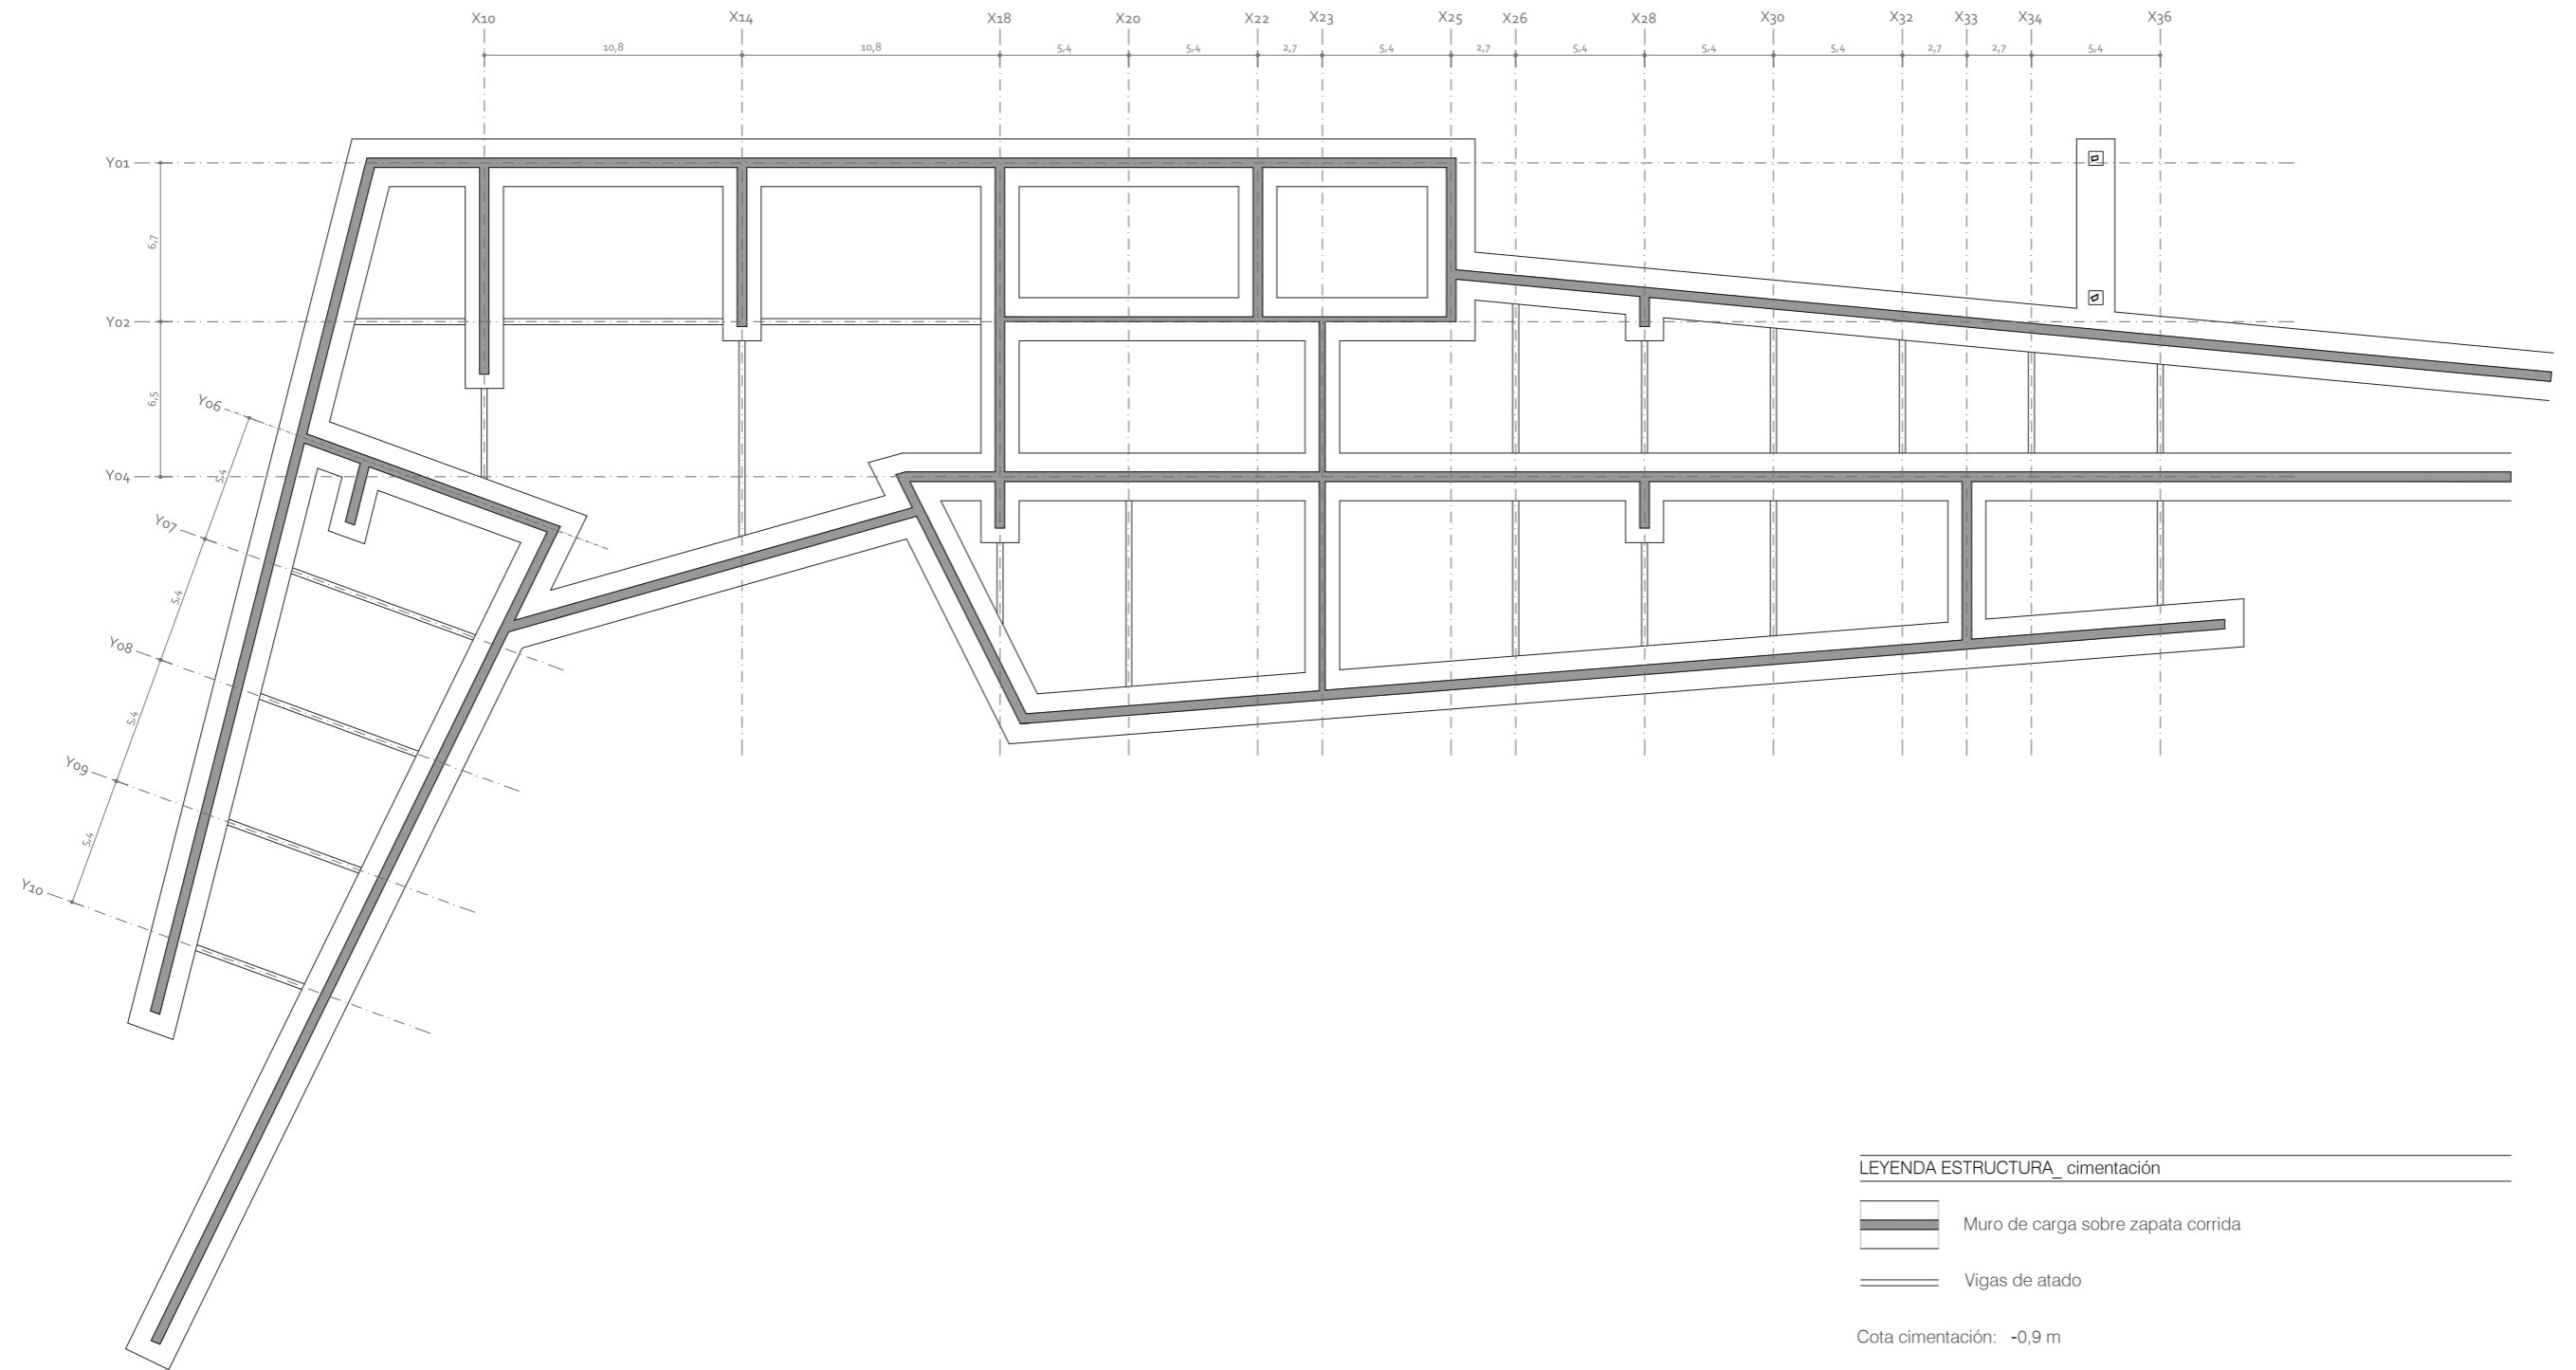 X10 X14 X18 X20 X22 X23 X25 X26 X28 X30 X32 X33 X34 X36
10,8 10,8 5,4 5,4 2,7 5,4 2,7 5,4 5,4 5,4 2,7 2,7 5,4
Y01
6,7
Y02
6,5
Y04
Y06
5,4
Y07
5,4
Y08
5,4
Y09
5,4
Y10
LEYENDA ESTRUCTURA_ cimentación
Muro de carga sobre zapata corrida
Vigas de atado
Cota cimentación: -0,9 m